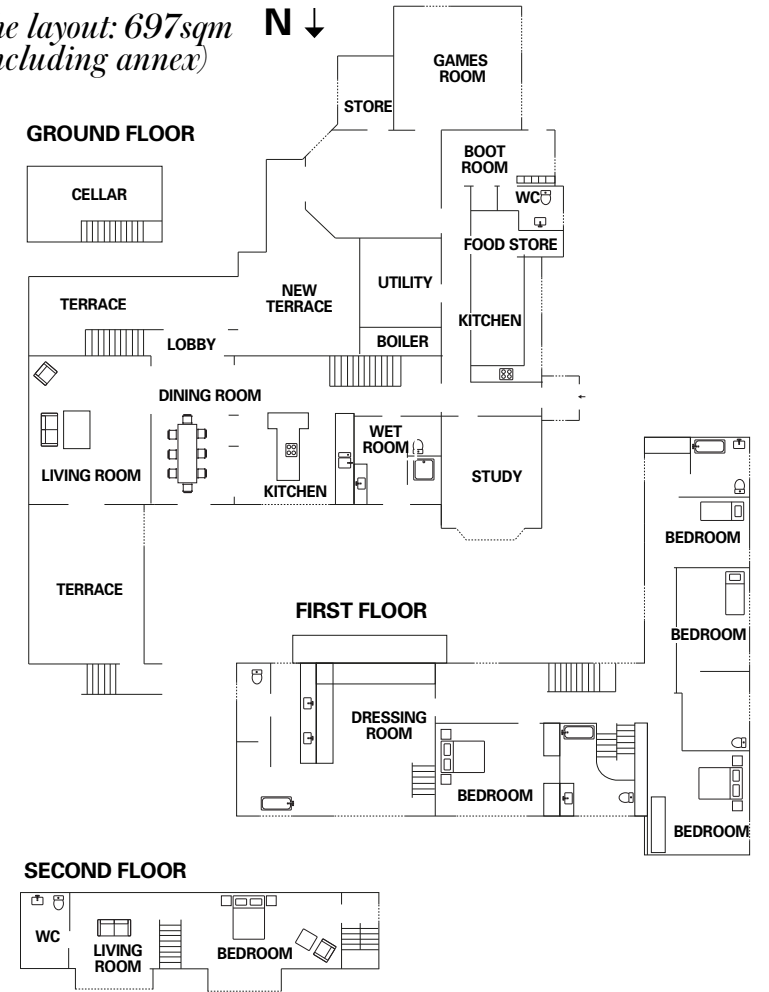 ne layout: 697sqm
ncluding annex)
N ↓
GROUND FLOOR
CELLAR
GAMES
ROOM
STORE
BOOT
ROOM
WC
FOOD STORE
TERRACE
NEW
TERRACE
UTILITY
KITCHEN
LOBBY
BOILER
DINING ROOM
WET
ROOM
LIVING ROOM
KITCHEN
STUDY
TERRACE
FIRST FLOOR
BEDROOM
BEDROOM
DRESSING
ROOM
BEDROOM
BEDROOM
SECOND FLOOR
WC
LIVING
ROOM
BEDROOM